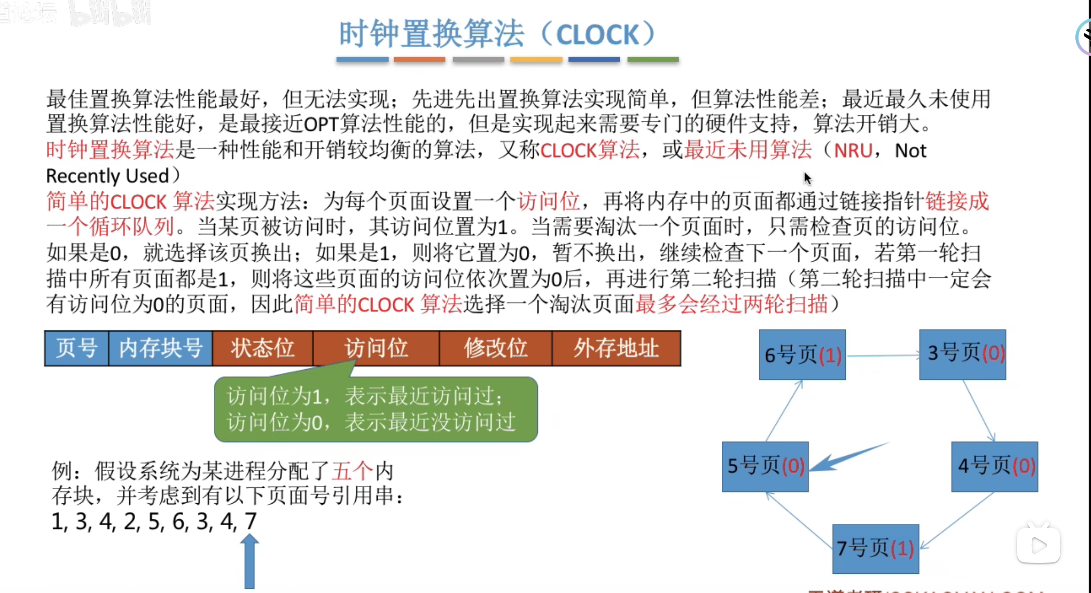 bilibili
时钟置换算法（CLOCK）
最佳置换算法性能最好，但无法实现；先进先出置换算法实现简单，但算法性能差；最近最久未使用
置换算法性能好，是最接近OPT算法性能的，但是实现起来需要专门的硬件支持，算法开销大。
时钟置换算法是一种性能和开销较均衡的算法，又称CLOCK算法，或最近未用算法（NRU，Not
Recently Used）
简单的CLOCK 算法实现方法：为每个页面设置一个访问位，再将内存中的页面都通过链接指针链接成
一个循环队列。当某页被访问时，其访问位置为1。当需要淘汰一个页面时，只需检查页的访问位。
如果是0，就选择该页换出；如果是1，则将它置为0，暂不换出，继续检查下一个页面，若第一轮扫
描中所有页面都是1，则将这些页面的访问位依次置为0后，再进行第二轮扫描（第二轮扫描中一定会
有访问位为0的页面，因此简单的CLOCK 算法选择一个淘汰页面最多会经过两轮扫描）
页号 内存块号 状态位 访问位 修改位 外存地址
访问位为1，表示最近访问过；
访问位为0，表示最近没访问过
例：假设系统为某进程分配了五个内
存块，并考虑到有以下页面号引用串：
1, 3, 4, 2, 5, 6, 3, 4, 7
6号页(1)
3号页(0)
5号页(0)
4号页(0)
7号页(1)